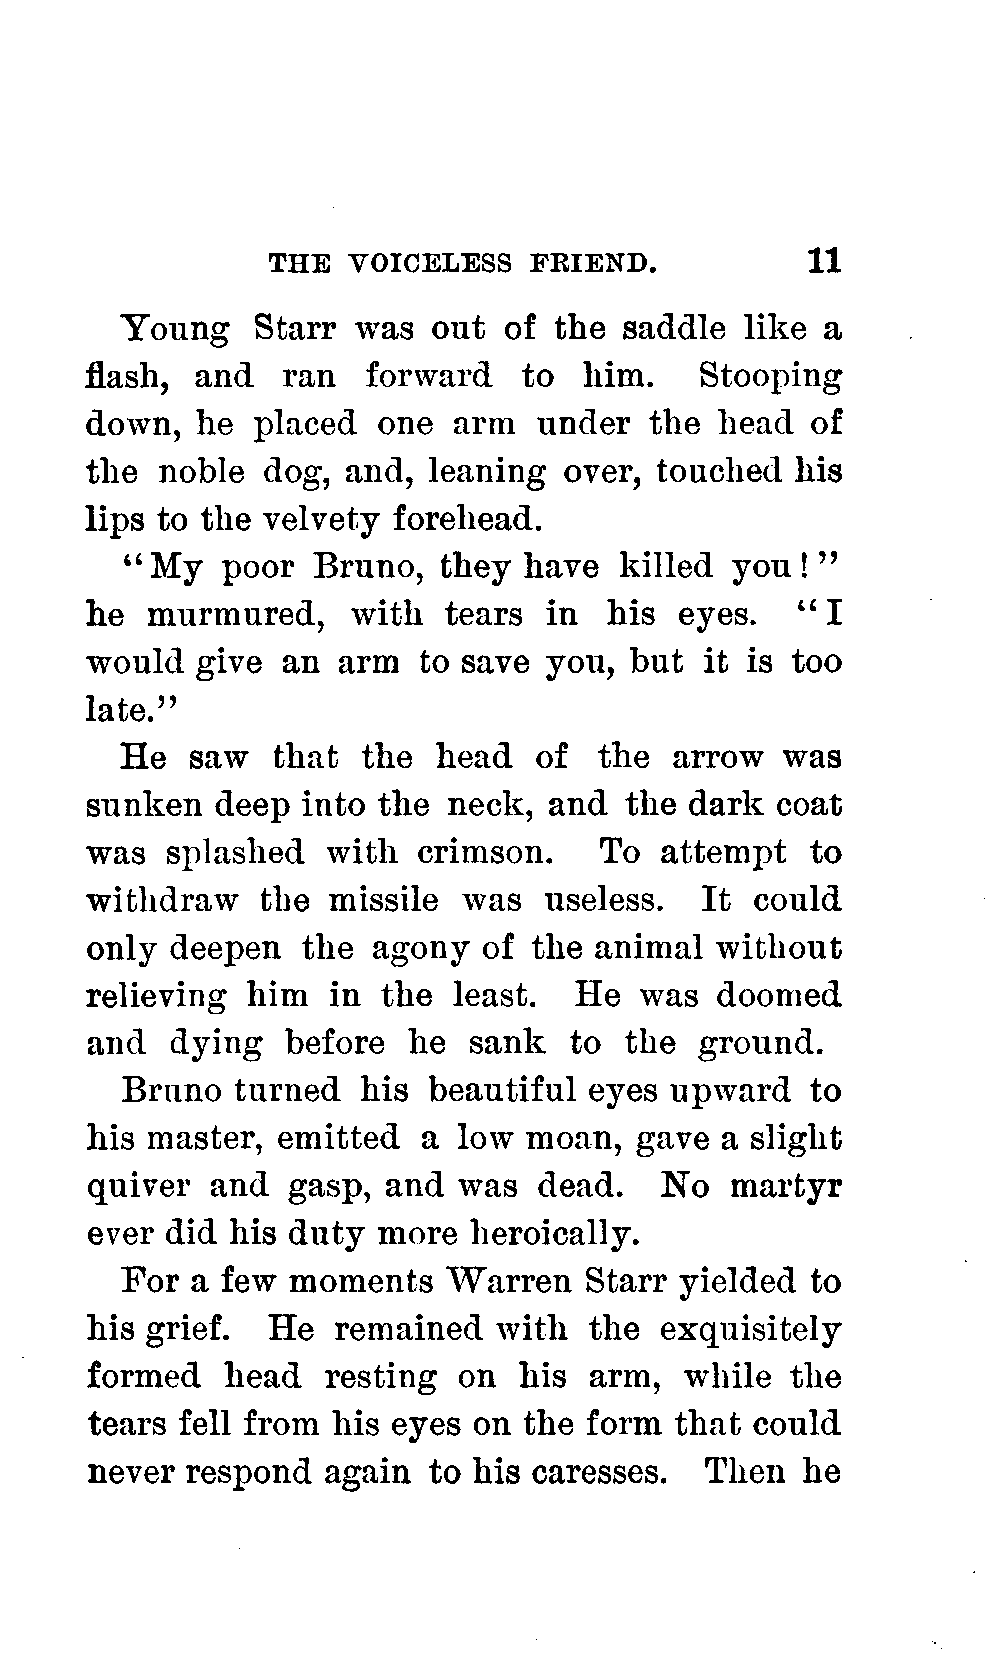 THE VOICELESS FRIEND. 11
Young Starr was out of the saddle like a
flash, and ran forward to him. Stooping
down, he placed one arm under the head of
the noble dog, and, leaning over, touched his
lips to the velvety forehead.
"My poor Bruno, they have killed you!"
he murmured, with tears in his eyes. "I
would give an arm to save you, but it is too
late."
He saw that the head of the arrow was
sunken deep into the neck, and the dark coat
was splashed with crimson. To attempt to
withdraw the missile was useless. It could
only deepen the agony of the animal without
relieving him in the least. He was doomed
and dying before he sank to the ground.
Bruno turned his beautiful eyes upward to
his master, emitted a low moan, gave a slight
quiver and gasp, and was dead. No martyr
ever did his duty more heroically.
For a few moments Warren Starr yielded to
his grief. He remained with the exquisitely
formed head resting on his arm, while the
tears fell from his eyes on the form that could
never respond again to his caresses. Then he